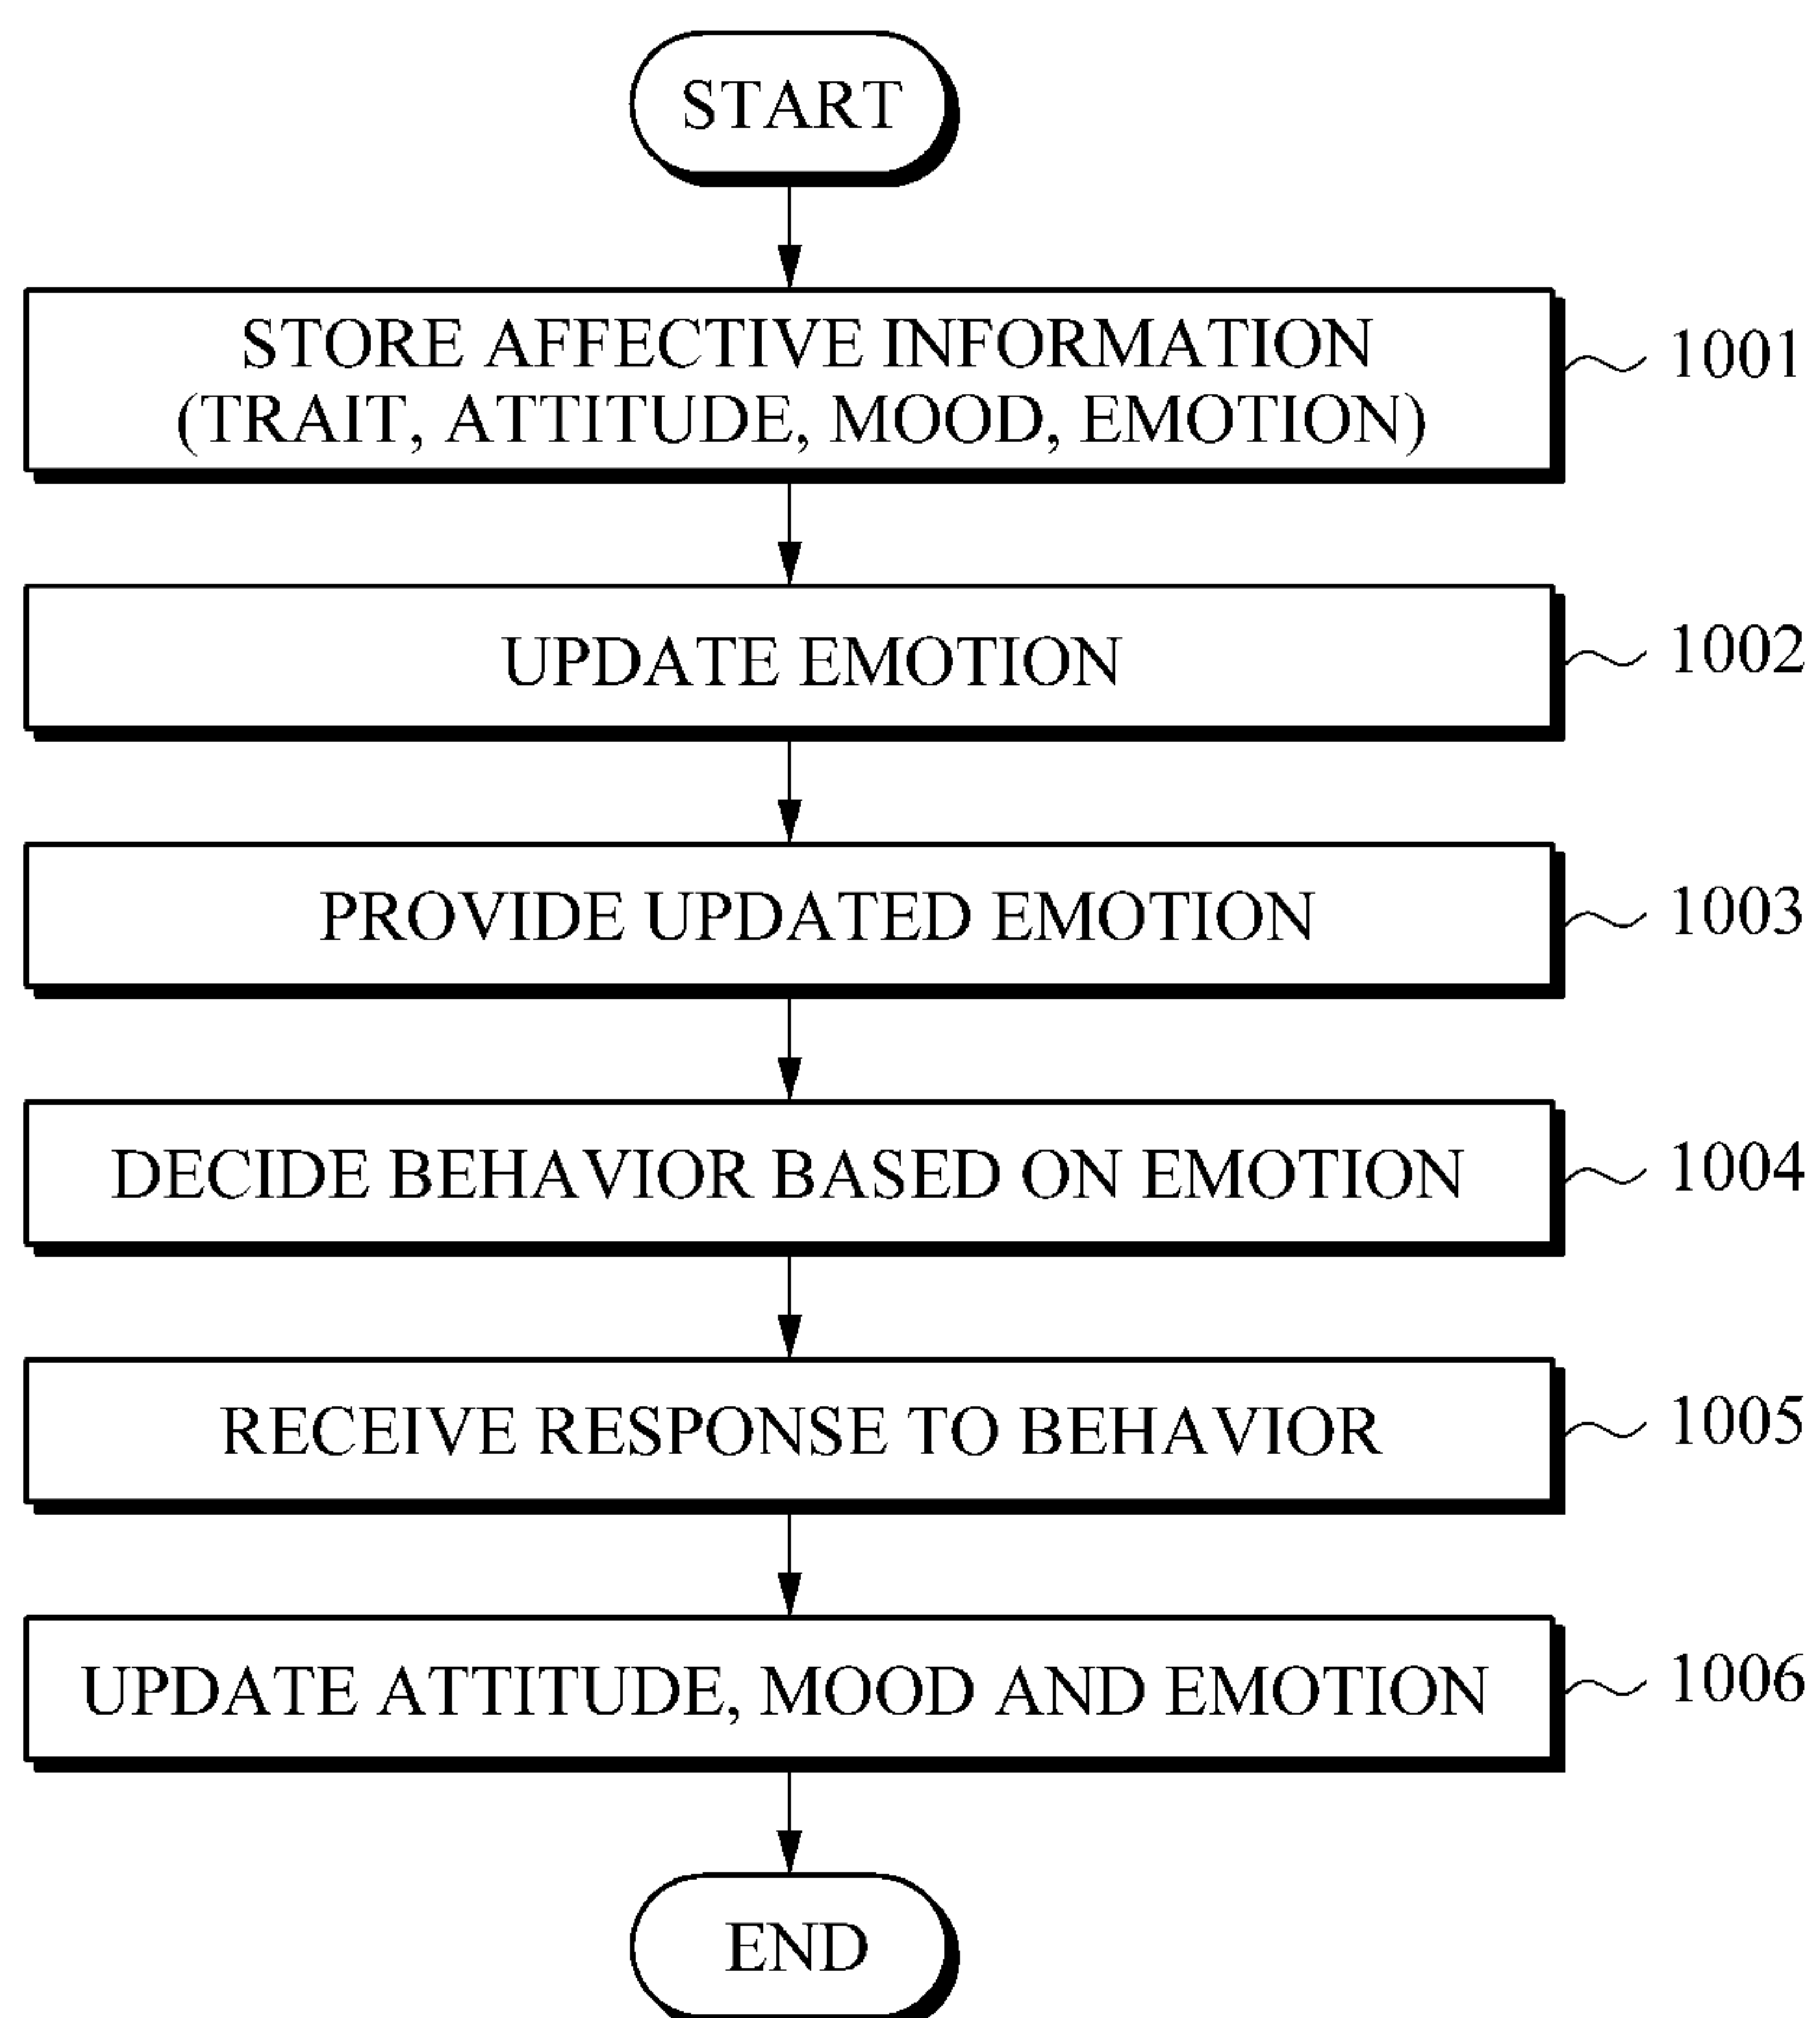 START
STORE AFFECTIVE INFORMATION
(TRAIT, ATTITUDE, MOOD, EMOTION)
1001
UPDATE EMOTION
1002
PROVIDE UPDATED EMOTION
1003
DECIDE BEHAVIOR BASED ON EMOTION
1004
RECEIVE RESPONSE TO BEHAVIOR
1005
UPDATE ATTITUDE, MOOD AND EMOTION
1006
END